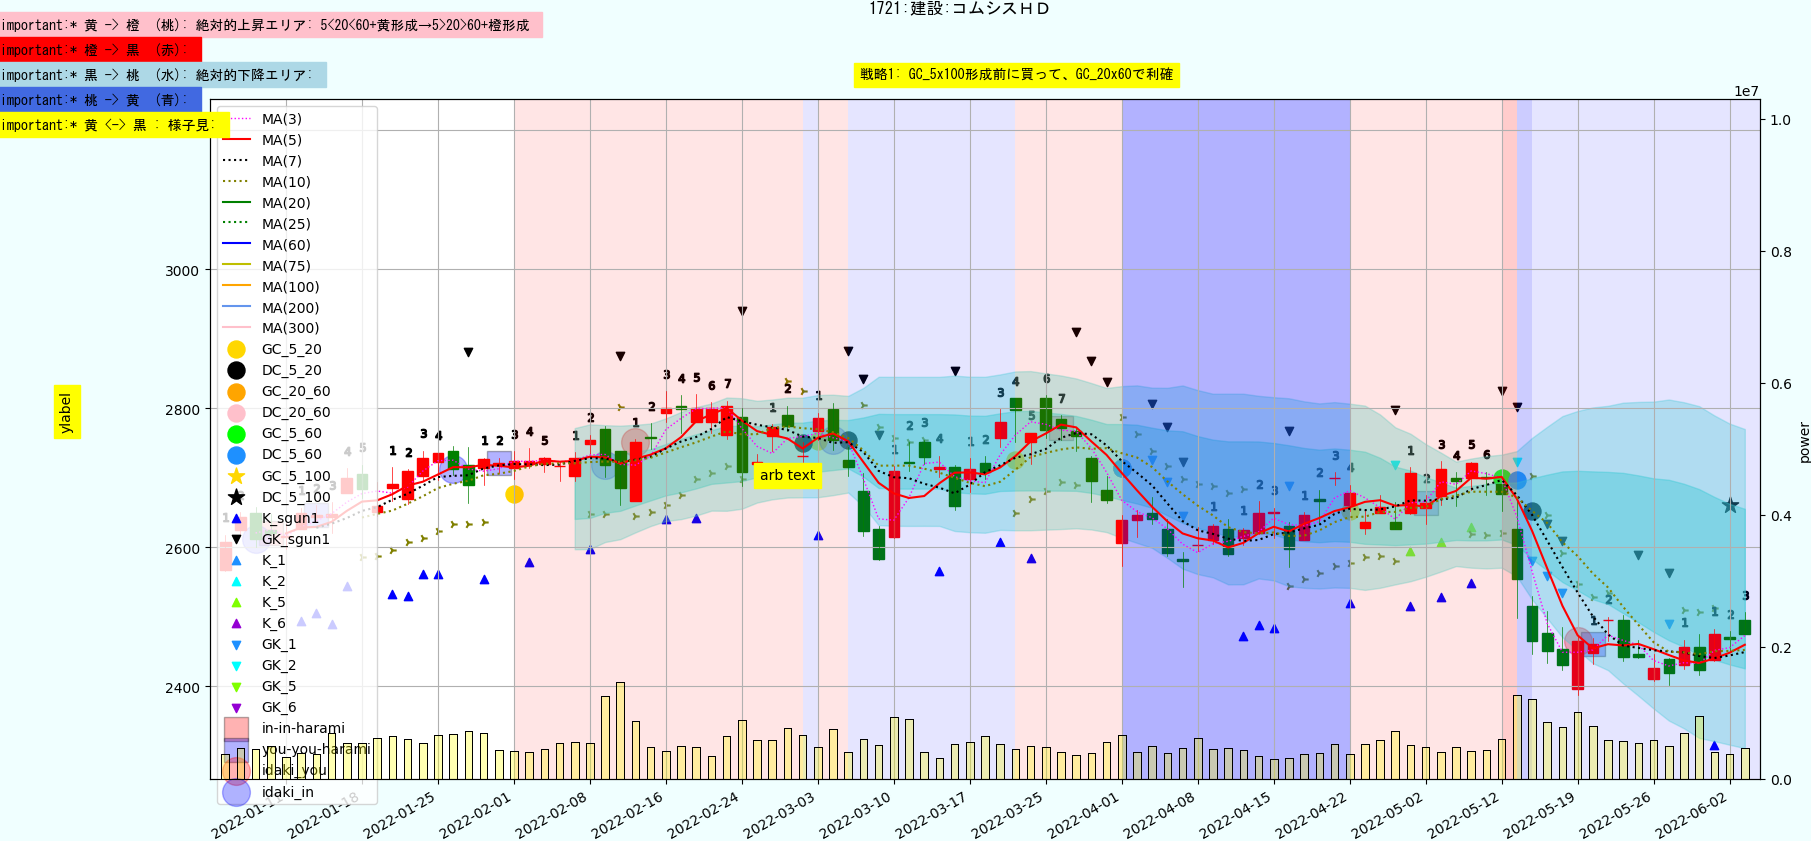 1721:建設:コムシスＨＤ
important:* 黄 -> 橙 （桃）: 絶対的上昇エリア: 5<20<60+黄形成→5>20>60+橙形成
important:* 橙 -> 黒 （赤）:
important:* 黒 -> 桃 （水）: 絶対的下降エリア:
important:* 桃 -> 黄 （青）:
important:* 黄 <-> 黒 : 様子見:
戦略1: GC_5x100形成前に買って、GC_20x60で利確
1e7
MA(3)
MA(5)
MA(7)
MA(10)
MA(20)
MA(25)
MA(60)
MA(75)
MA(100)
MA(200)
MA(300)
GC_5_20
DC_5_20
GC_20_60
DC_20_60
GC_5_60
DC_5_60
GC_5_100
DC_5_100
K_sgun1
GK_sgun1
K_1
K_2
K_5
K_6
GK_1
GK_2
GK_5
GK_6
in-in-harami
you-you-harami
idaki_you
idaki_in
ylabel
3000
2800
2600
2400
arb text
1.0
0.8
0.6
0.4
0.2
0.0
power
2022-01-11
2022-01-18
2022-01-25
2022-02-01
2022-02-08
2022-02-16
2022-02-24
2022-03-03
2022-03-10
2022-03-17
2022-03-25
2022-04-01
2022-04-08
2022-04-15
2022-04-22
2022-05-02
2022-05-12
2022-05-19
2022-05-26
2022-06-02